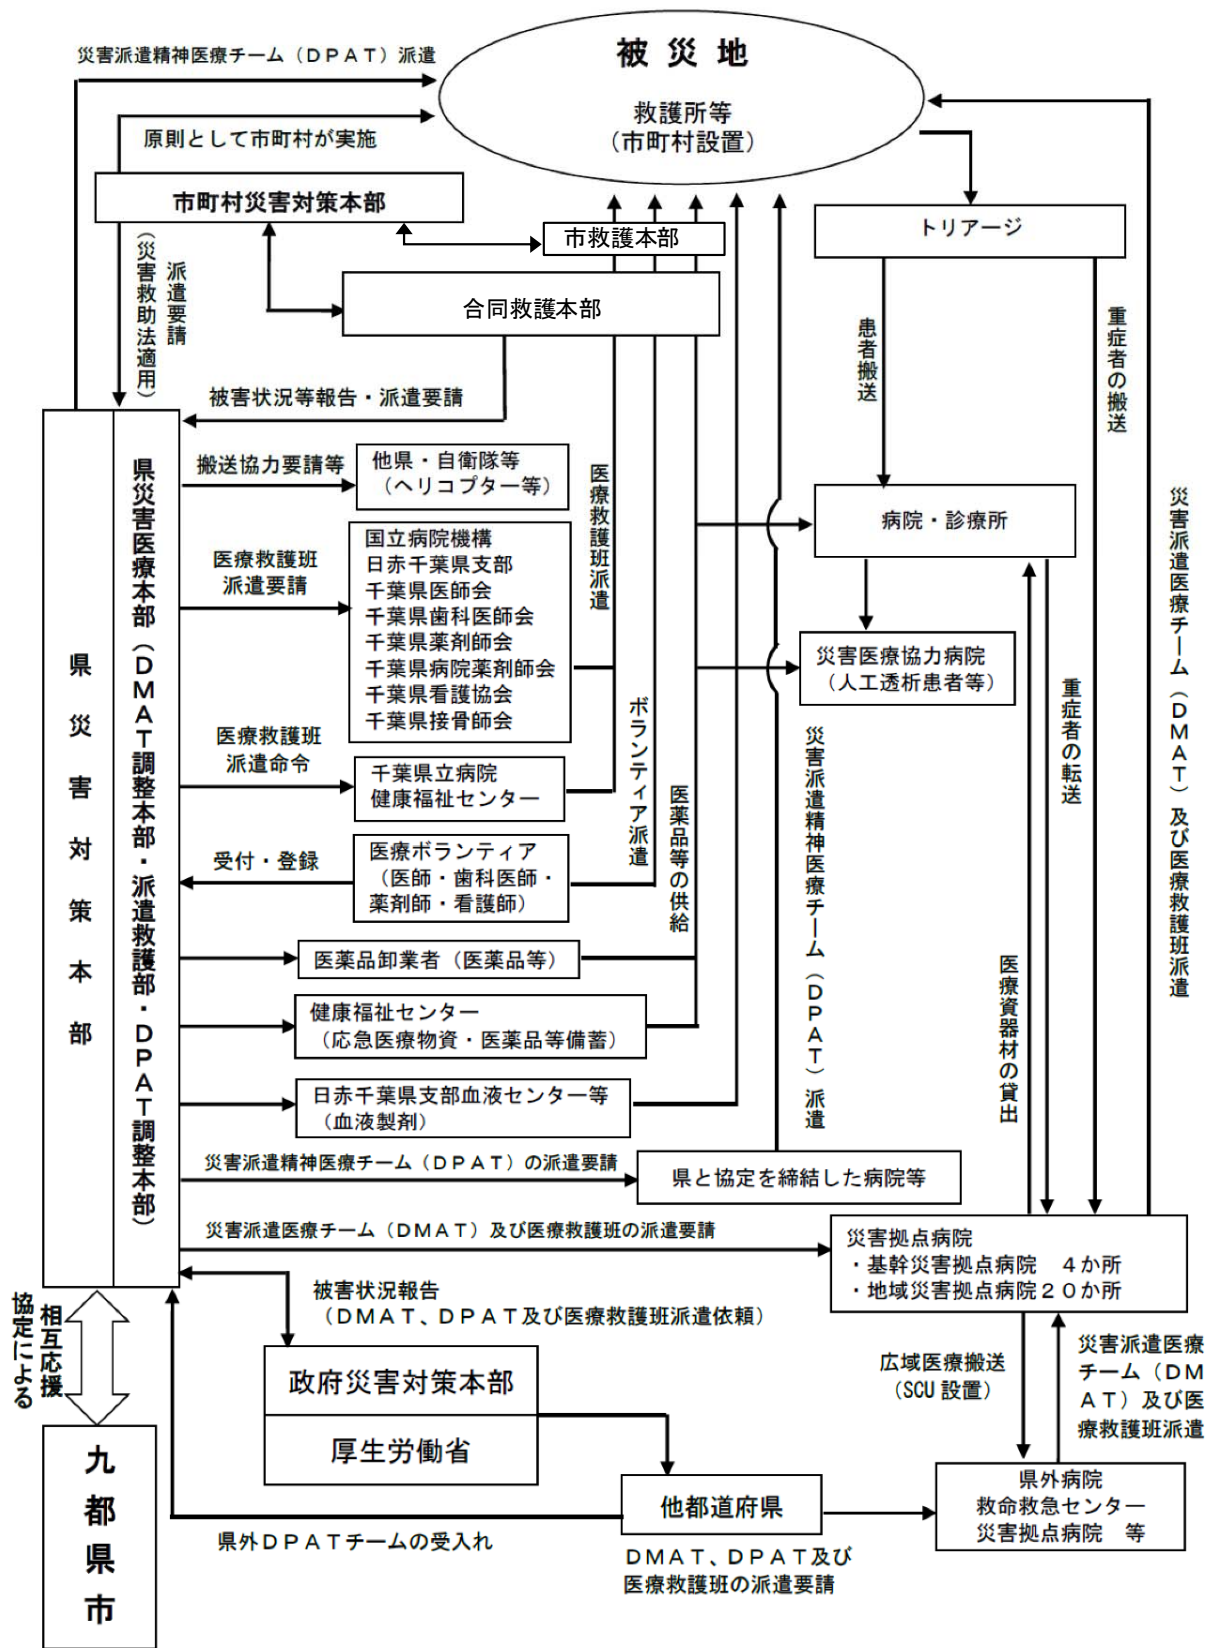 災害派遣精神医療チーム（ＤＰＡＴ）派遣
被災地
救護所等
（市町村設置）
原則として市町村が実施
市町村災害対策本部
市救護本部
トリアージ
合同救護本部
派遣要請
（災害救助法適用）
患者搬送
重症者の搬送
被害状況等報告・派遣要請
県災害対策本部
県災害医療本部（ＤＭＡＴ調整本部・派遣救護部・ＤＰＡＴ調整本部）
搬送協力要請等
他県・自衛隊等
（ヘリコプター等）
医療救護班派遣
病院・診療所
医療救護班
派遣要請
国立病院機構
日赤千葉県支部
千葉県医師会
千葉県歯科医師会
千葉県薬剤師会
千葉県病院薬剤師会
千葉県看護協会
千葉県接骨師会
災害医療協力病院
（人工透析患者等）
災害派遣医療チーム（ＤＭＡＴ）及び医療救護班派遣
重症者の転送
ボランティア派遣
医療救護班
派遣命令
千葉県立病院
健康福祉センター
医薬品等の供給
災害派遣精神医療チーム（ＤＰＡＴ）派遣
受付・登録
医療ボランティア
（医師・歯科医師・
薬剤師・看護師）
医薬品卸業者（医薬品等）
医療資器材の貸出
健康福祉センター
（応急医療物資・医薬品等備蓄）
日赤千葉県支部血液センター等
（血液製剤）
災害派遣精神医療チーム（ＤＰＡＴ）の派遣要請
県と協定を締結した病院等
災害派遣医療チーム（ＤＭＡＴ）及び医療救護班の派遣要請
災害拠点病院
・基幹災害拠点病院　４か所
・地域災害拠点病院２０か所
被害状況報告
（ＤＭＡＴ、ＤＰＡＴ及び医療救護班派遣依頼）
相互応援
協定による
政府災害対策本部
厚生労働省
広域医療搬送
（SCU 設置）
災害派遣医療
チーム（ＤＭ
ＡＴ）及び医
療救護班派遣
九都県市
他都道府県
県外病院
救命救急センター
災害拠点病院　等
県外ＤＰＡＴチームの受入れ
ＤＭＡＴ、ＤＰＡＴ及び
医療救護班の派遣要請